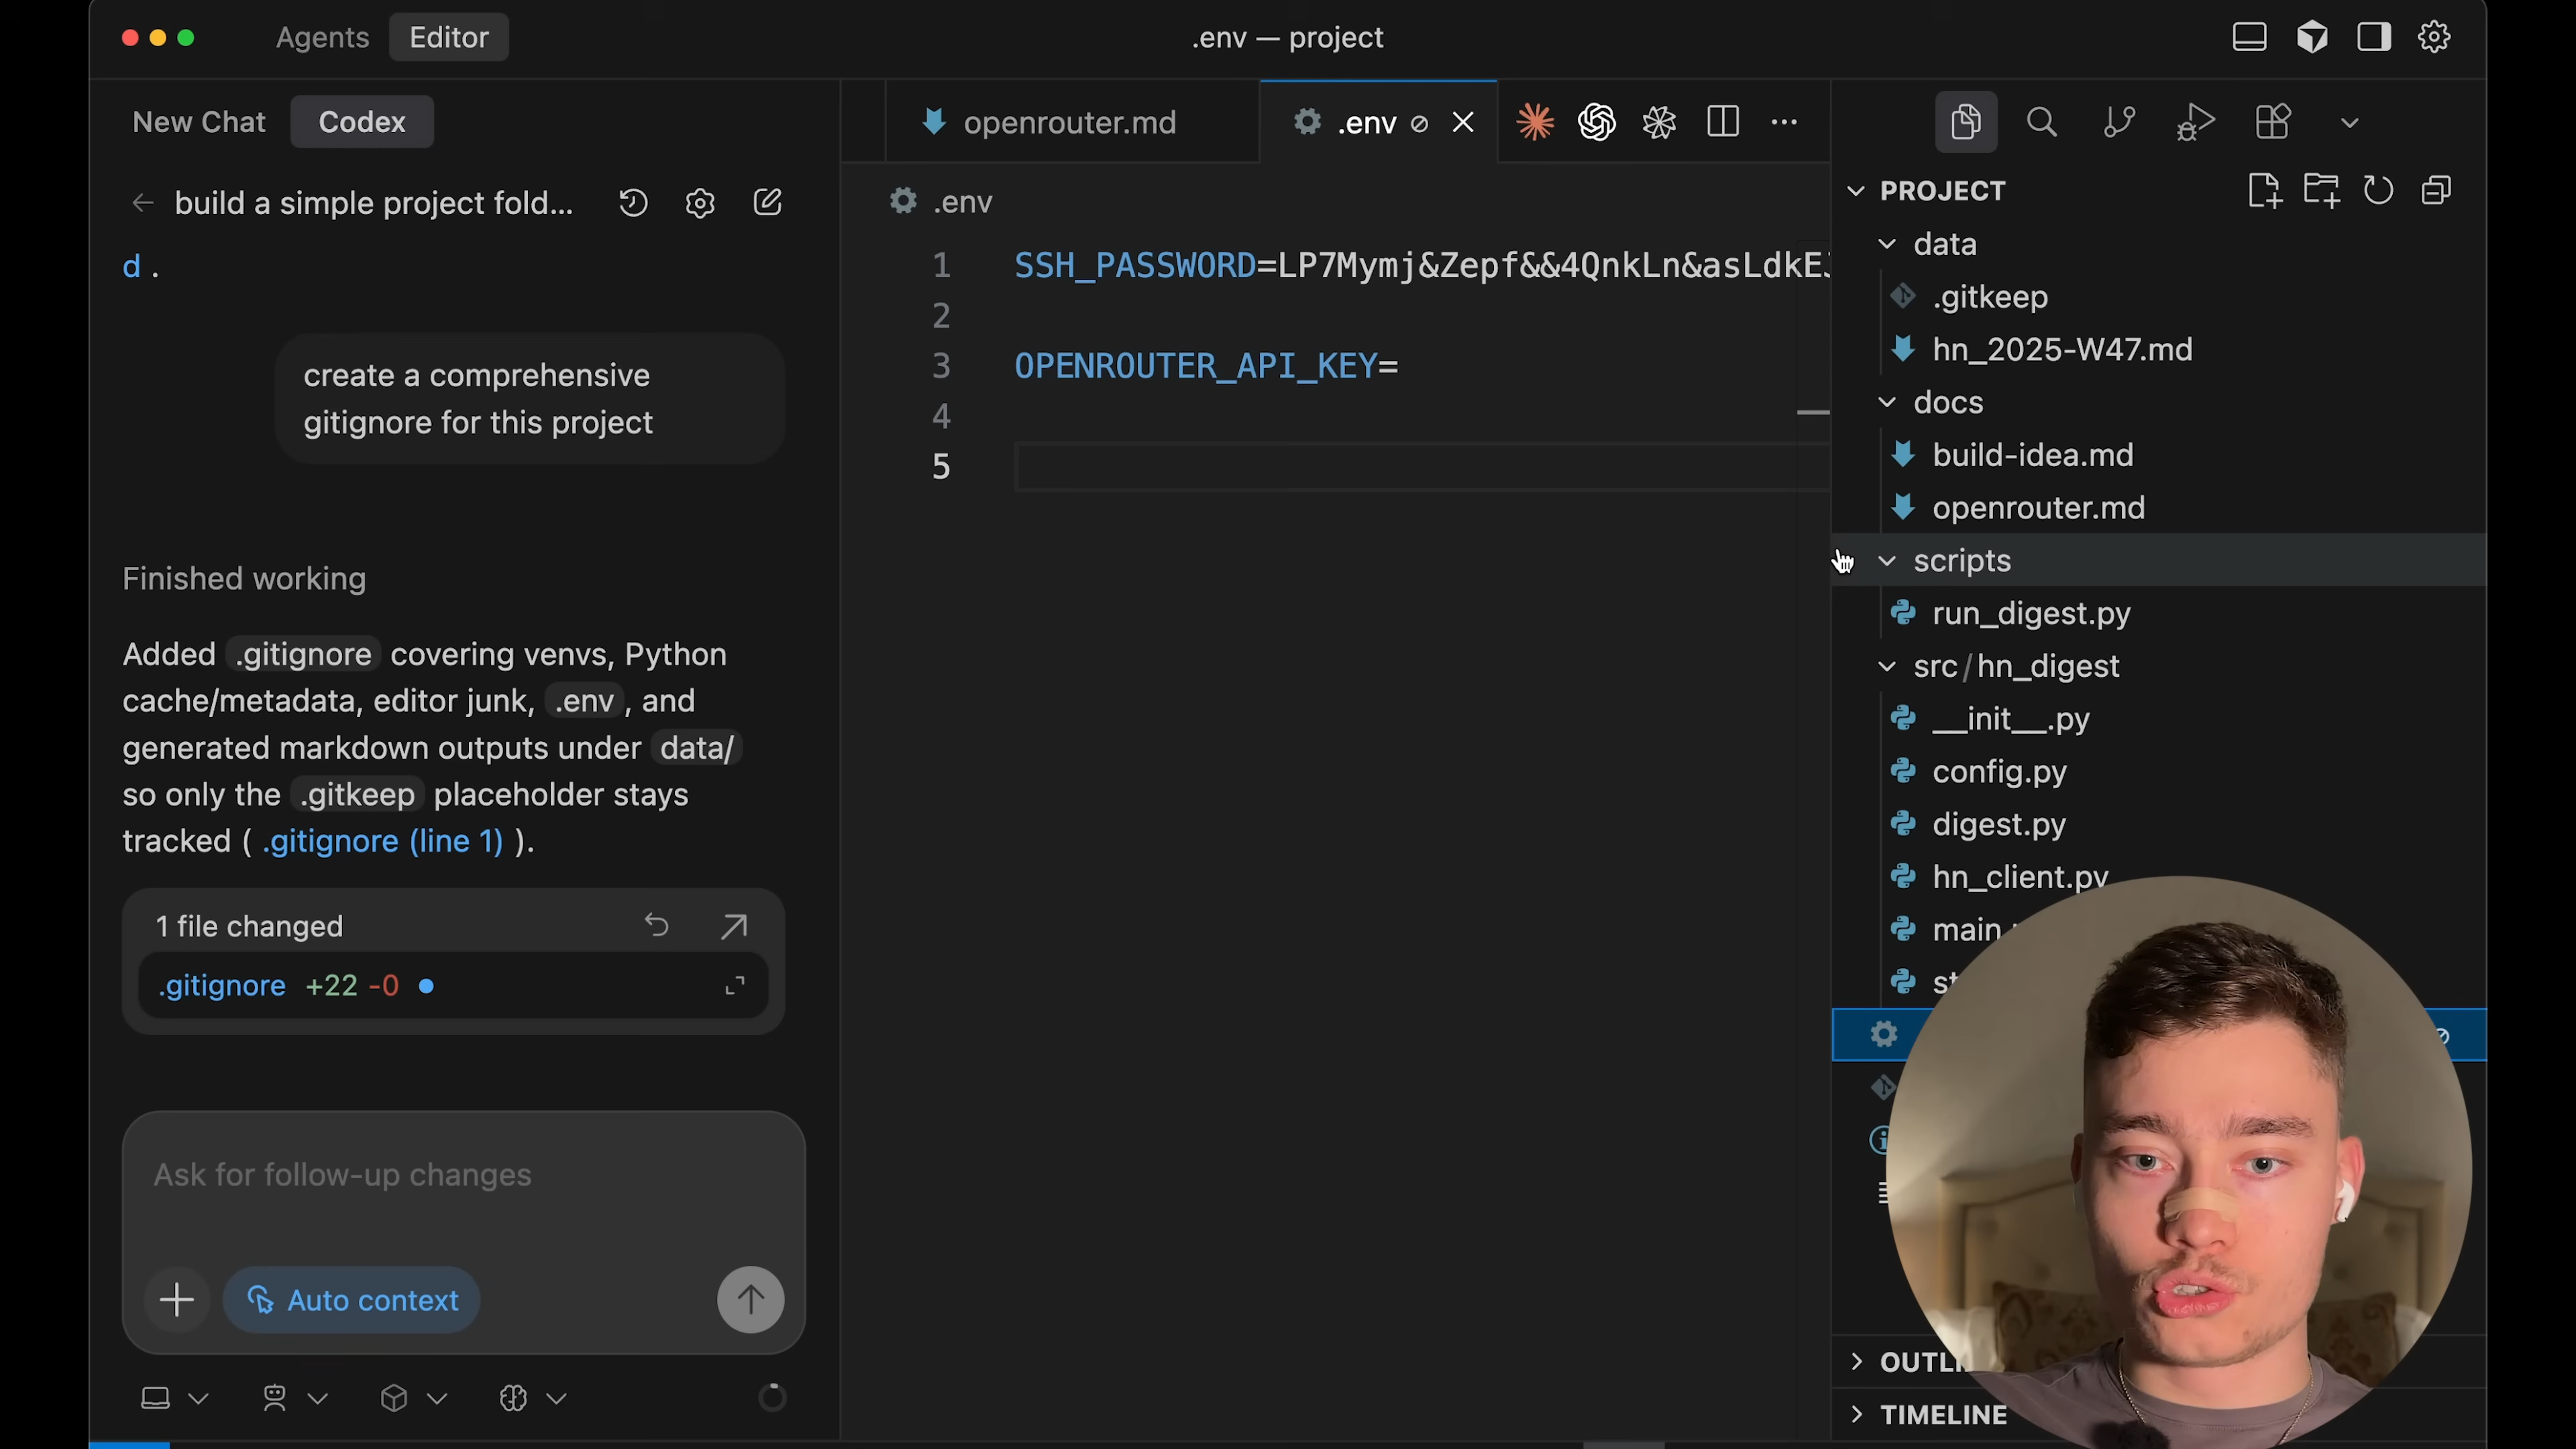 Agents
Editor
.env — project
New Chat
Codex
build a simple project fold...
d .
create a comprehensive
gitignore for this project
Finished working
Added .gitignore covering venvs, Python
cache/metadata, editor junk, .env , and
generated markdown outputs under data/
so only the .gitkeep placeholder stays
tracked ( .gitignore (line 1) ).
1 file changed
.gitignore +22 -0
Ask for follow-up changes
Auto context
openrouter.md
.env
.env
1 SSH_PASSWORD=LP7Mymj&Zepf&&4QnkLn&asLdkEJ
2
3 OPENROUTER_API_KEY=
4
5
PROJECT
data
.gitkeep
hn_2025-W47.md
docs
build-idea.md
openrouter.md
scripts
run_digest.py
src/hn_digest
__init__.py
config.py
digest.py
hn_client.py
main
st
OUTLI
TIMELINE